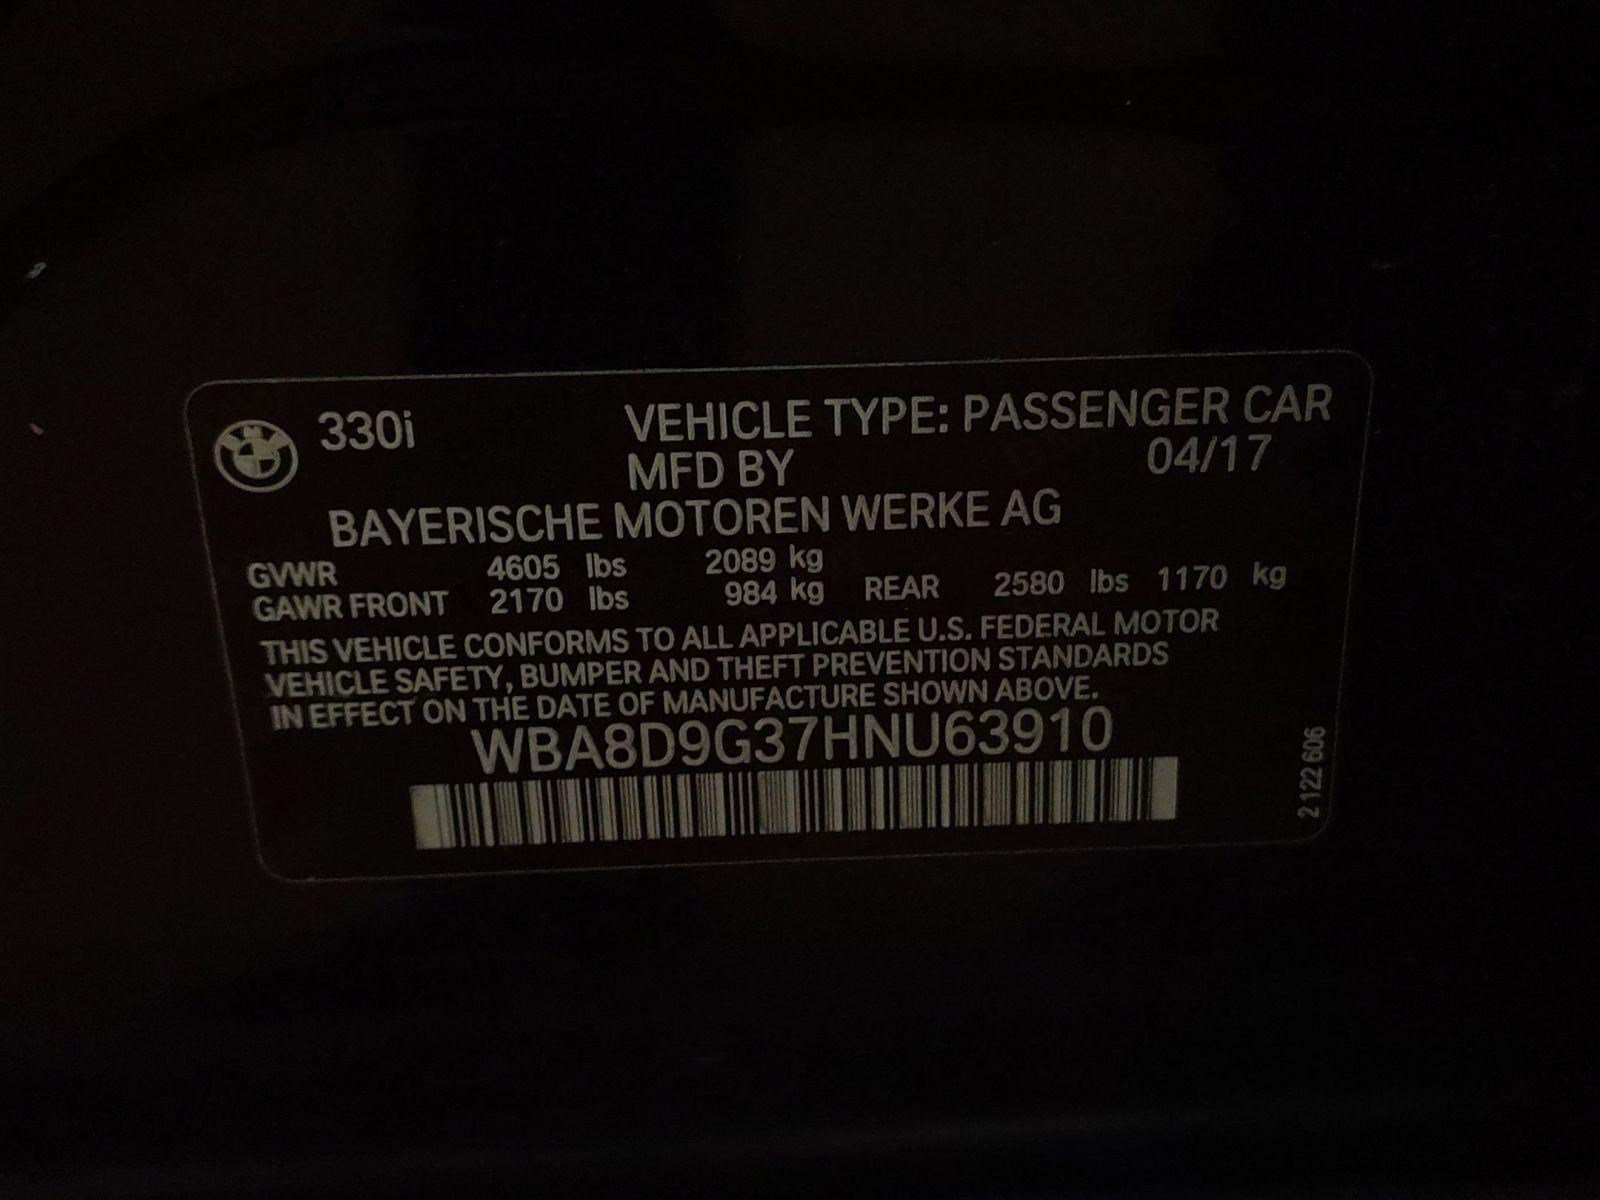 330i VEHICLE TYPE: PASSENGER CAR
MFD BY 04/17
BAYERISCHE MOTOREN WERKE AG
GVWR 4605 lbs 2089 kg
GAWR FRONT 2170 lbs 984 kg REAR 2580 lbs 1170 kg
THIS VEHICLE CONFORMS TO ALL APPLICABLE U.S. FEDERAL MOTOR
VEHICLE SAFETY, BUMPER AND THEFT PREVENTION STANDARDS
IN EFFECT ON THE DATE OF MANUFACTURE SHOWN ABOVE.
WBA8D9G37HNU63910
2 122 606